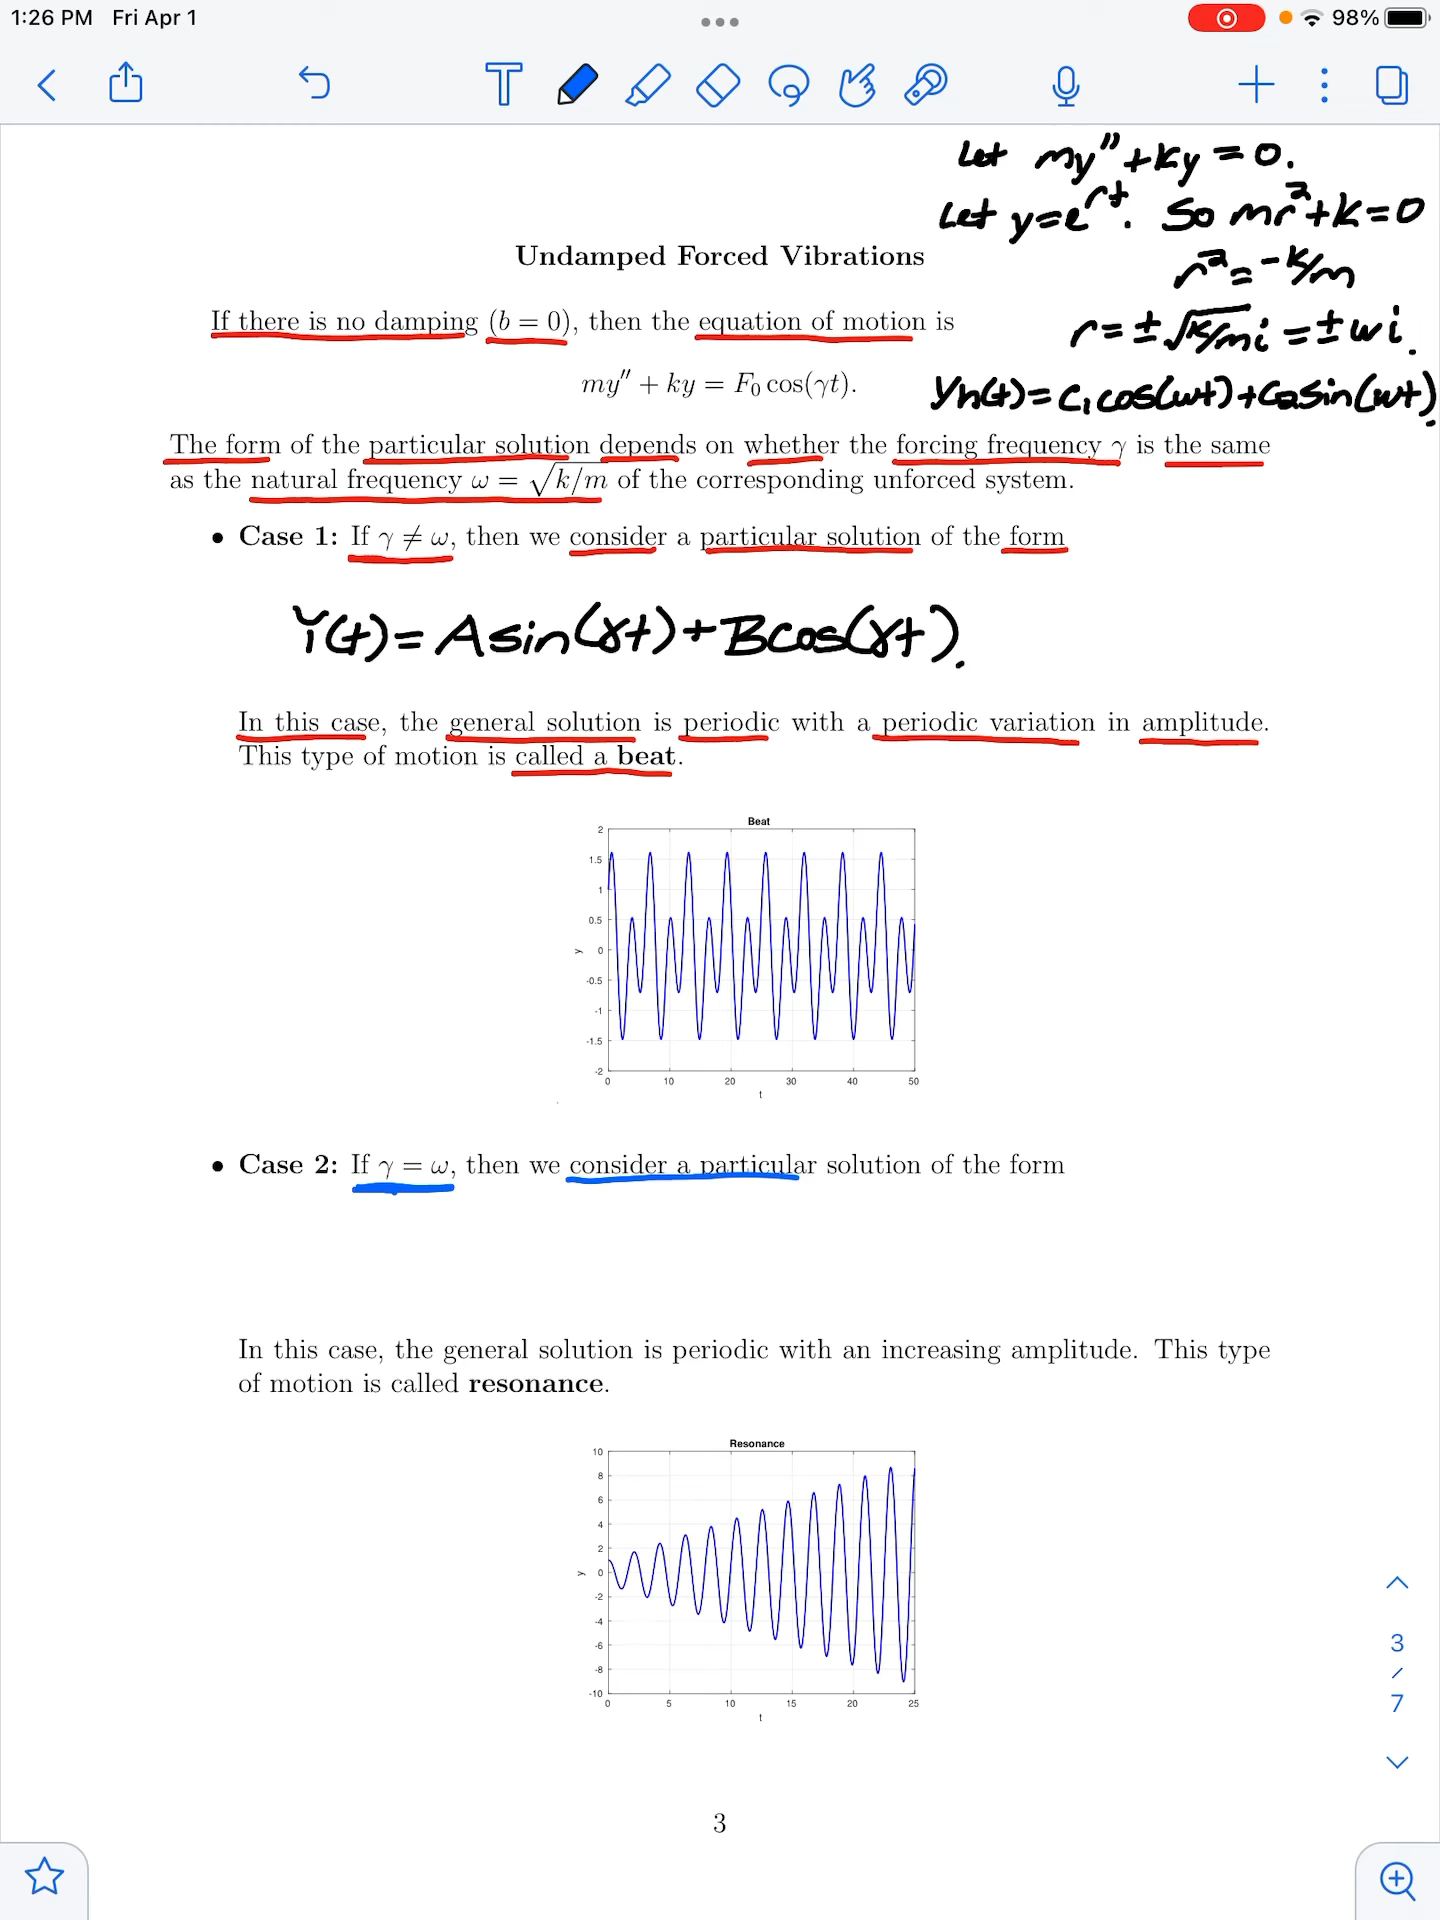 1:26 PM Fri Apr 1
98%
Let my″+ky=0.
Let y=e^{rt}. So mr²+k=0
r²=-k/m
r=±√k/m i=±ωi.
Yh(t)=C₁cos(ωt)+C₂sin(ωt).
Undamped Forced Vibrations
If there is no damping (b = 0), then the equation of motion is
my″ + ky = F₀ cos(γt).
The form of the particular solution depends on whether the forcing frequency γ is the same
as the natural frequency ω = √k/m of the corresponding unforced system.
• Case 1: If γ ≠ ω, then we consider a particular solution of the form
Y(t)=Asin(γt)+Bcos(γt).
In this case, the general solution is periodic with a periodic variation in amplitude.
This type of motion is called a beat.
Beat
2
1.5
1
0.5
0
-0.5
-1
-1.5
-2
y
0 10 20 30 40 50
t
• Case 2: If γ = ω, then we consider a particular solution of the form
In this case, the general solution is periodic with an increasing amplitude. This type
of motion is called resonance.
Resonance
10
8
6
4
2
0
-2
-4
-6
-8
-10
y
0 5 10 15 20 25
t
3
/
7
3